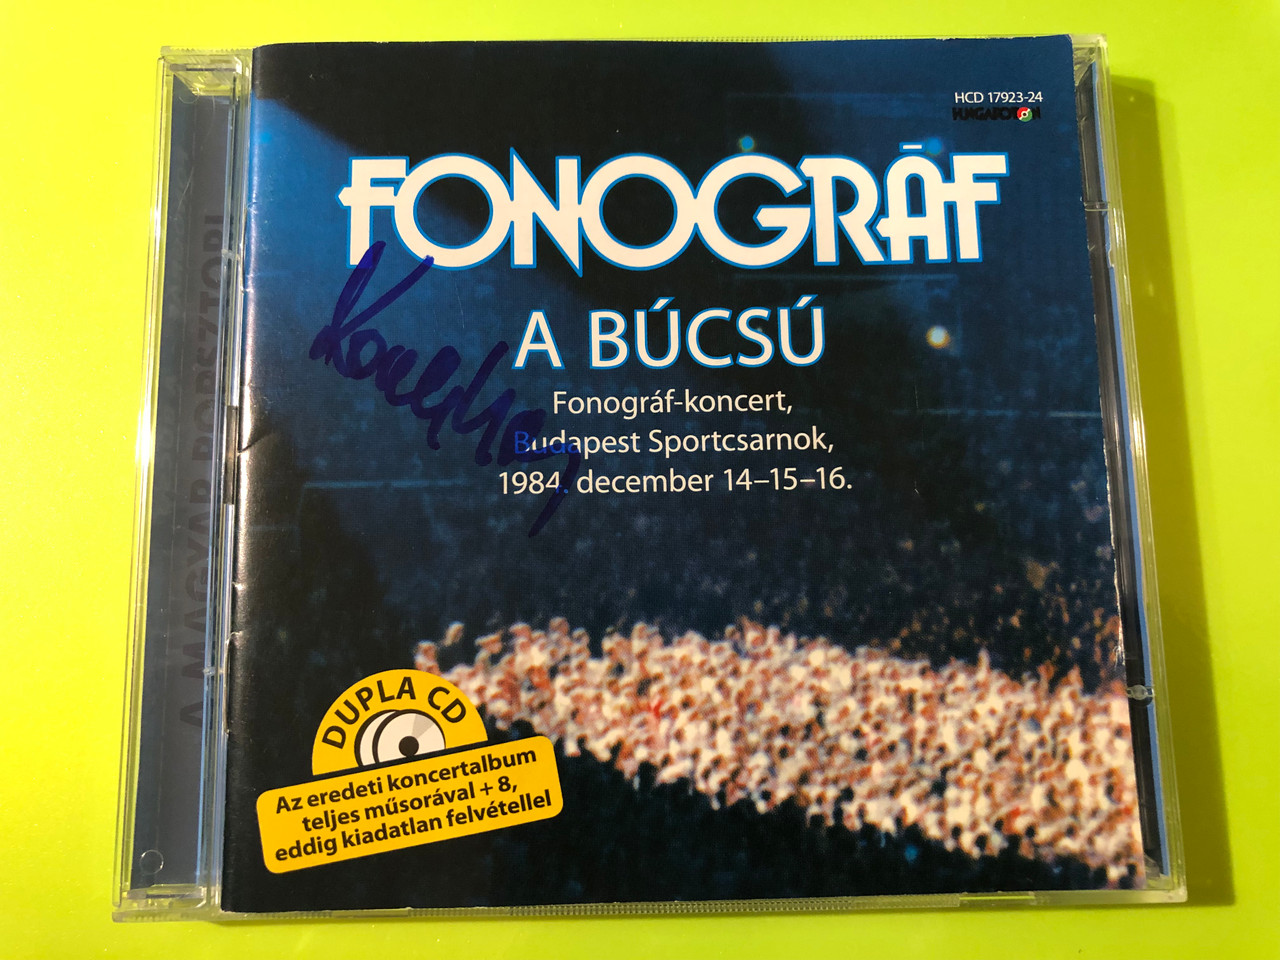 HCD 17923-24
HUNGAROTON
FONOGRÁF
A BÚCSÚ
Fonográf-koncert,
Budapest Sportcsarnok,
1984. december 14–15–16.
DUPLA CD
Az eredeti koncertalbum
teljes műsorával + 8,
eddig kiadatlan felvétellel
A MAGYAR POPSZTORI